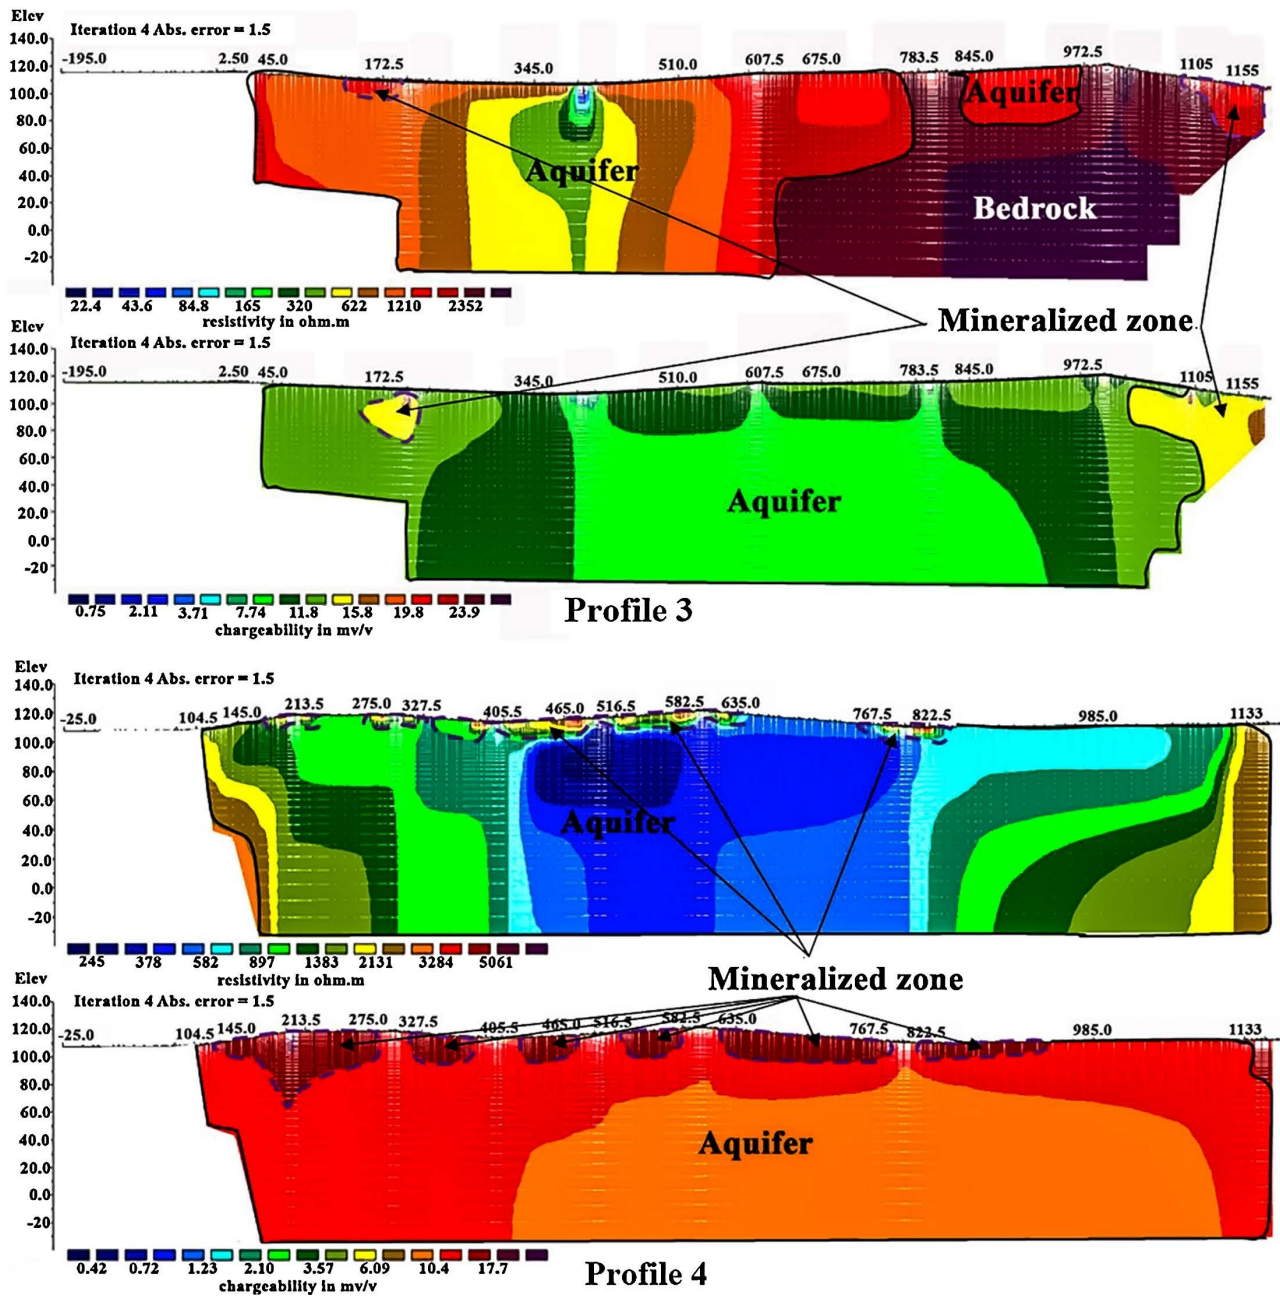 Elev
Iteration 4 Abs. error = 1.5
140.0
-195.0 2.50 45.0 172.5 345.0 510.0 607.5 675.0 783.5 845.0 972.5 1105 1155
120.0
100.0
80.0
60.0
40.0
20.0
0.0
-20
Aquifer
Aquifer
Bedrock
22.4 43.6 84.8 165 320 622 1210 2352
resistivity in ohm.m
Mineralized zone
Elev
Iteration 4 Abs. error = 1.5
140.0
-195.0 2.50 45.0 172.5 345.0 510.0 607.5 675.0 783.5 845.0 972.5 1105 1155
120.0
100.0
80.0
60.0
40.0
20.0
0.0
-20
Aquifer
0.75 2.11 3.71 7.74 11.8 15.8 19.8 23.9
chargeability in mv/v
Profile 3
Elev
Iteration 4 Abs. error = 1.5
140.0
-25.0 104.5 145.0 213.5 275.0 327.5 405.5 465.0 516.5 582.5 635.0 767.5 822.5 985.0 1133
120.0
100.0
80.0
60.0
40.0
20.0
0.0
-20
Aquifer
245 378 582 897 1383 2131 3284 5061
resistivity in ohm.m
Mineralized zone
Elev
Iteration 4 Abs. error = 1.5
140.0
-25.0 104.5 145.0 213.5 275.0 327.5 405.5 465.0 516.5 582.5 635.0 767.5 822.5 985.0 1133
120.0
100.0
80.0
60.0
40.0
20.0
0.0
-20
Aquifer
0.42 0.72 1.23 2.10 3.57 6.09 10.4 17.7
chargeability in mv/v
Profile 4